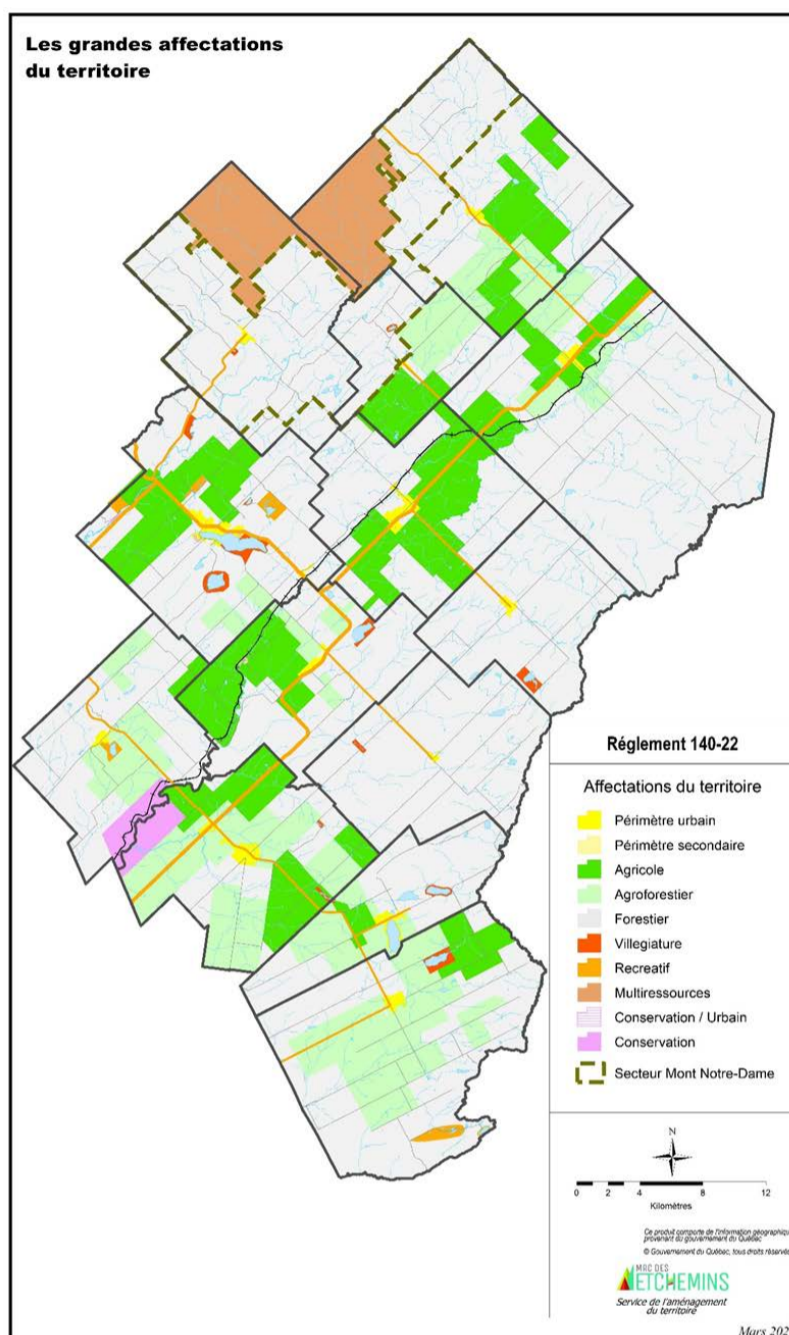 Les grandes affectations
du territoire
Réglement 140-22
Affectations du territoire
Périmètre urbain
Périmètre secondaire
Agricole
Agroforestier
Forestier
Villegiature
Recreatif
Multiressources
Conservation / Urbain
Conservation
Secteur Mont Notre-Dame
N
0 2 4 8 12
Kilomètres
Ce produit comporte de l'information géographique
provenant du gouvernement du Québec
© Gouvernement du Québec, tous droits réservés
MRC DES
ETCHEMINS
Service de l'aménagement
du territoire
Mars 202